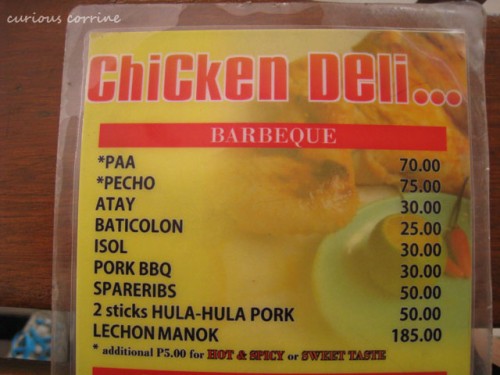 curious corrine
Chicken Deli...
BARBEQUE
*PAA 70.00
*PECHO 75.00
ATAY 30.00
BATICOLON 25.00
ISOL 30.00
PORK BBQ 30.00
SPARERIBS 50.00
2 sticks HULA-HULA PORK 50.00
LECHON MANOK 185.00
* additional P5.00 for HOT & SPICY or SWEET TASTE